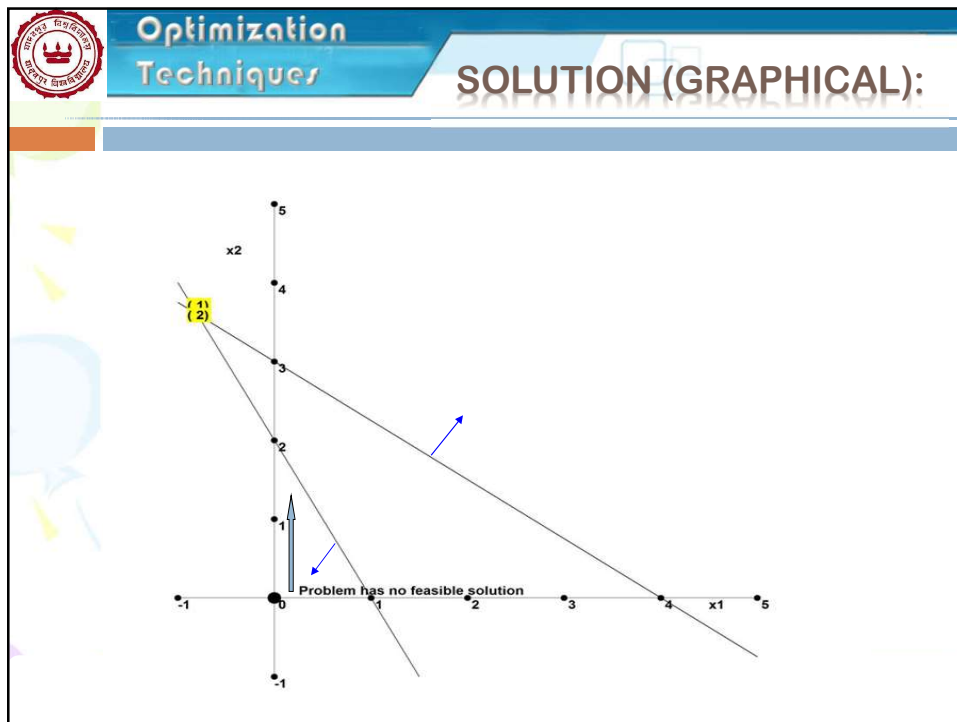 Optimization
Techniques
SOLUTION (GRAPHICAL):
5
x2
4
( 1)
( 2)
3
2
1
Problem has no feasible solution
-1 0 1 2 3 4 x1 5
-1